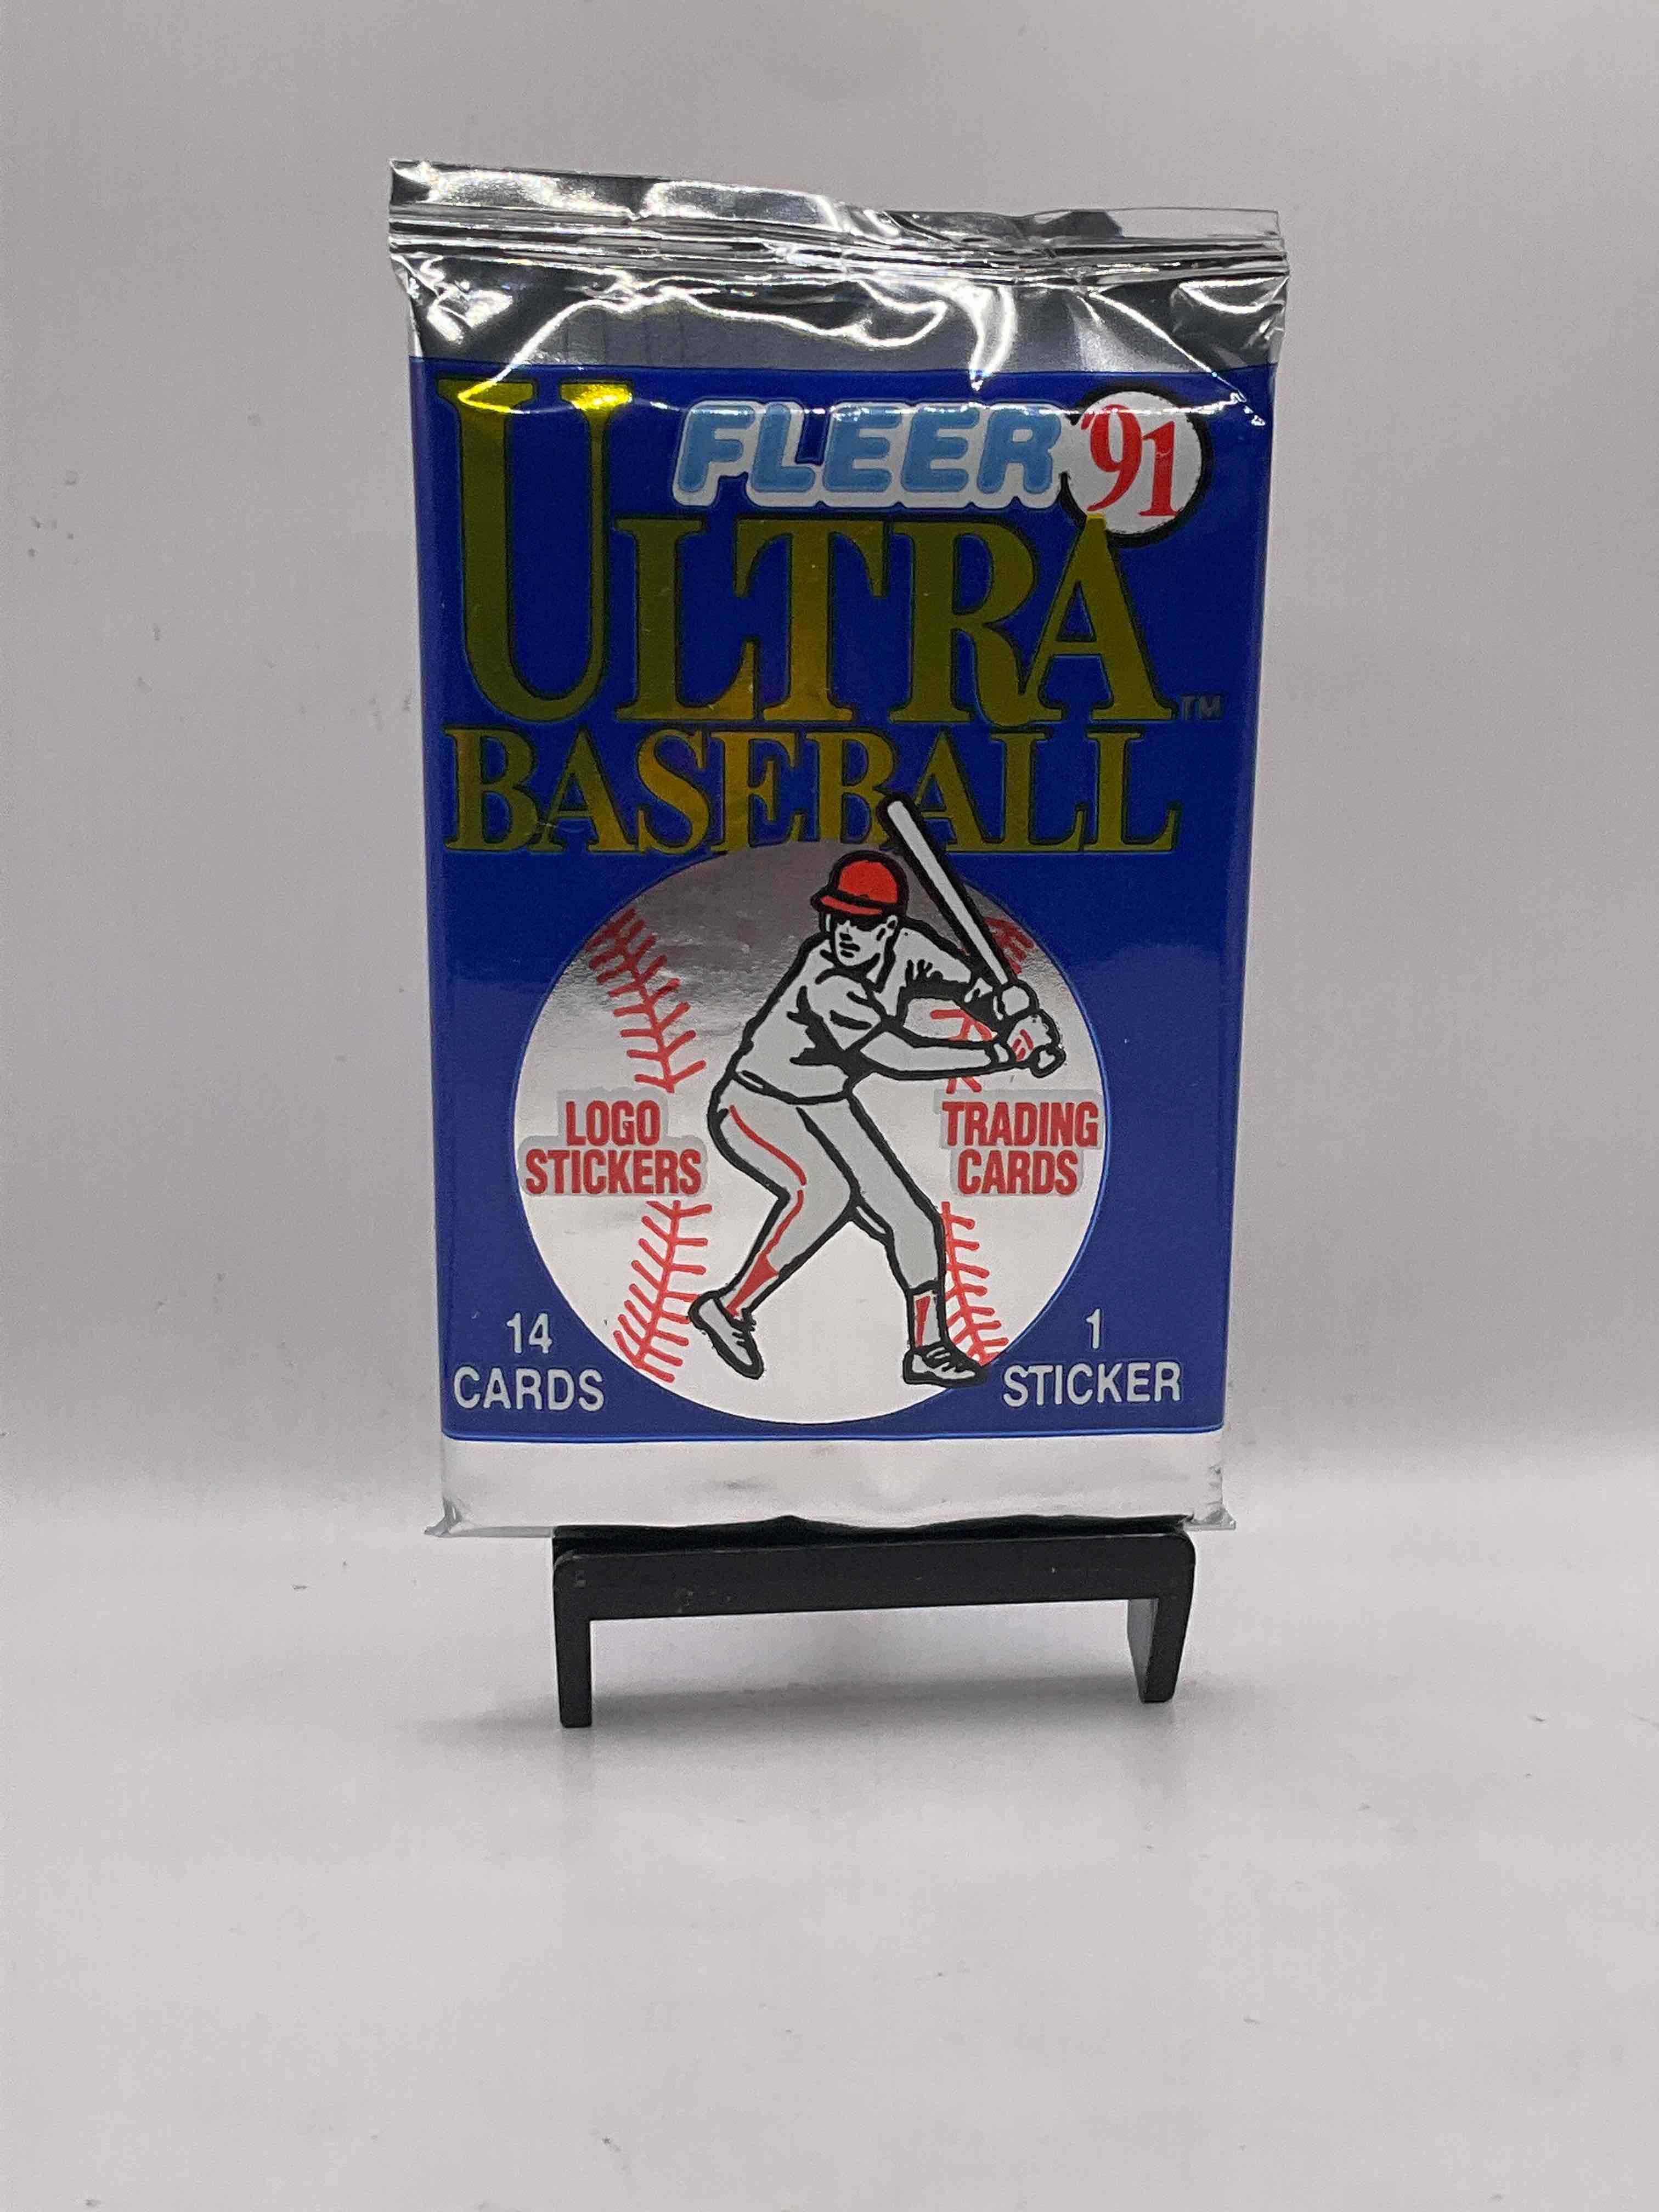 FLEER '91
ULTRA™
BASEBALL
LOGO
STICKERS
TRADING
CARDS
14
CARDS
1
STICKER